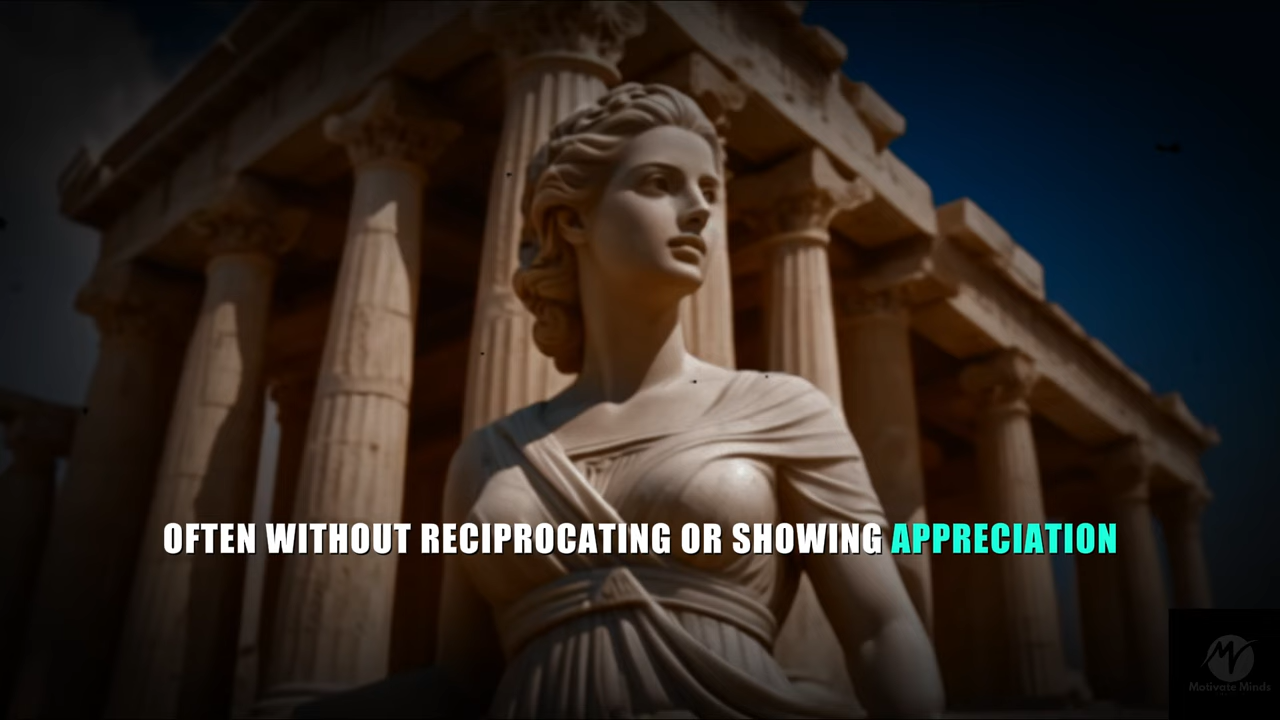 OFTEN WITHOUT RECIPROCATING OR SHOWING APPRECIATION
Motivate Minds